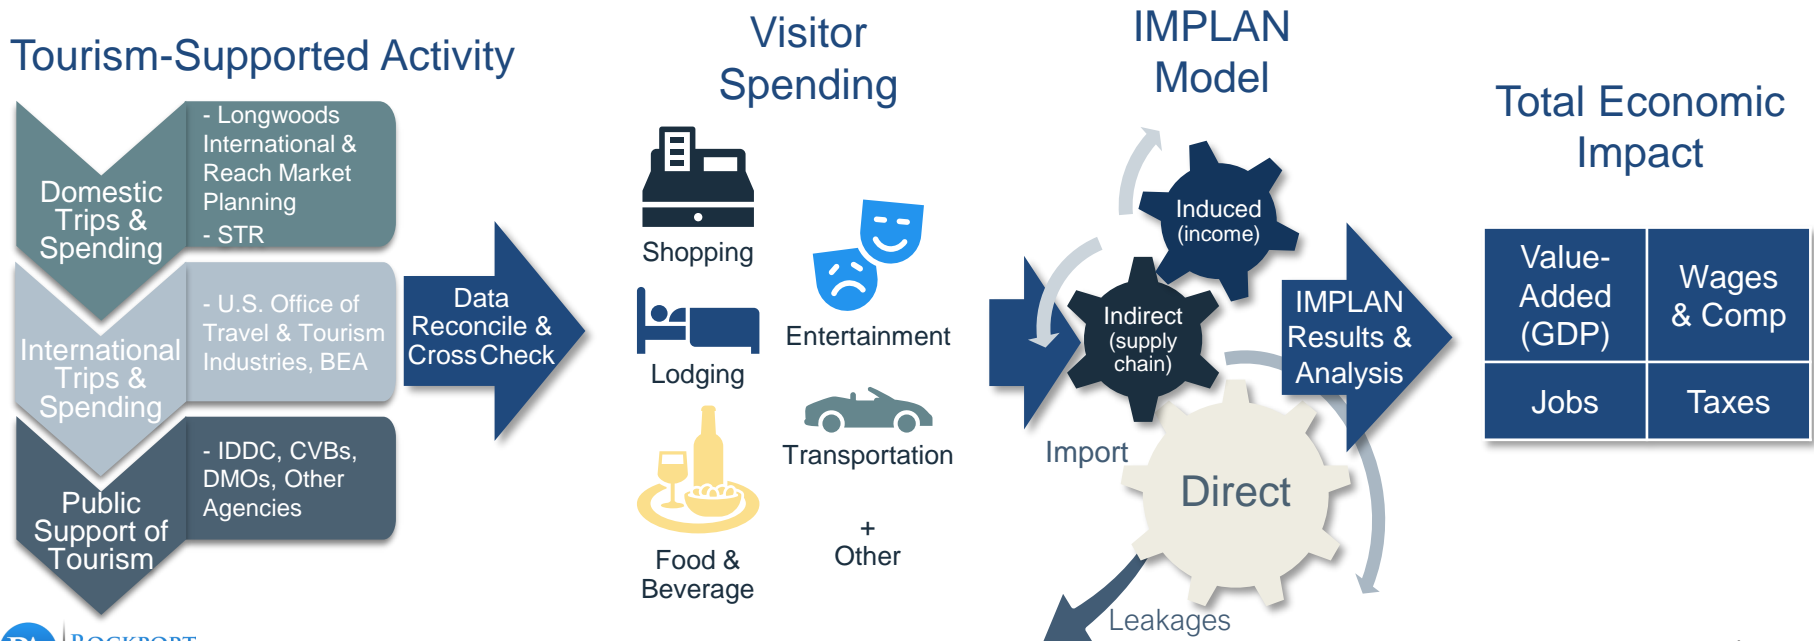 Tourism-Supported Activity
Domestic
Trips &
Spending
- Longwoods
International &
Reach Market
Planning
- STR
International
Trips &
Spending
- U.S. Office of
Travel & Tourism
Industries, BEA
Public
Support of
Tourism
- IDDC, CVBs,
DMOs, Other
Agencies
Data
Reconcile &
Cross Check
Visitor
Spending
Shopping
Entertainment
Lodging
Transportation
Food &
Beverage
+
Other
IMPLAN
Model
Induced
(income)
Indirect
(supply
chain)
Import
Direct
Leakages
IMPLAN
Results &
Analysis
Total Economic
Impact
Value-
Added
(GDP)
Wages
& Comp
Jobs
Taxes
ROCKPORT